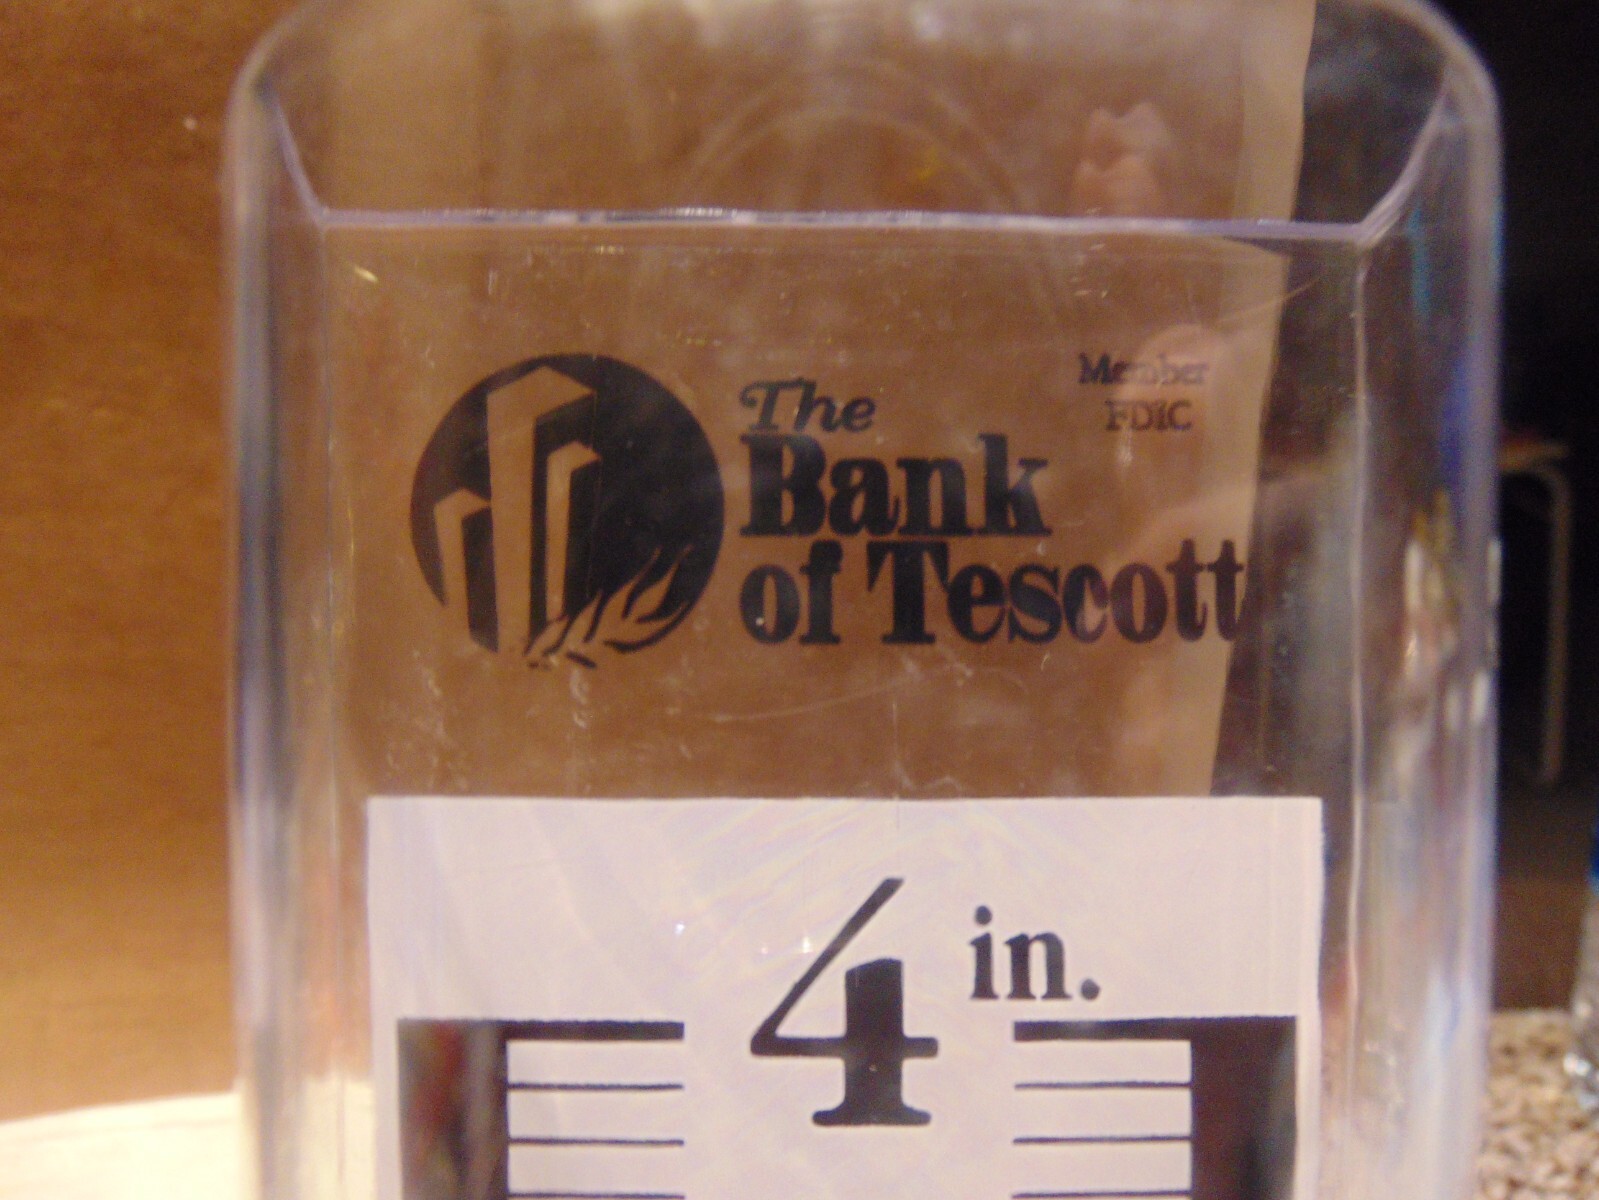 The
Bank
of Tescott
Member
FDIC
4 in.